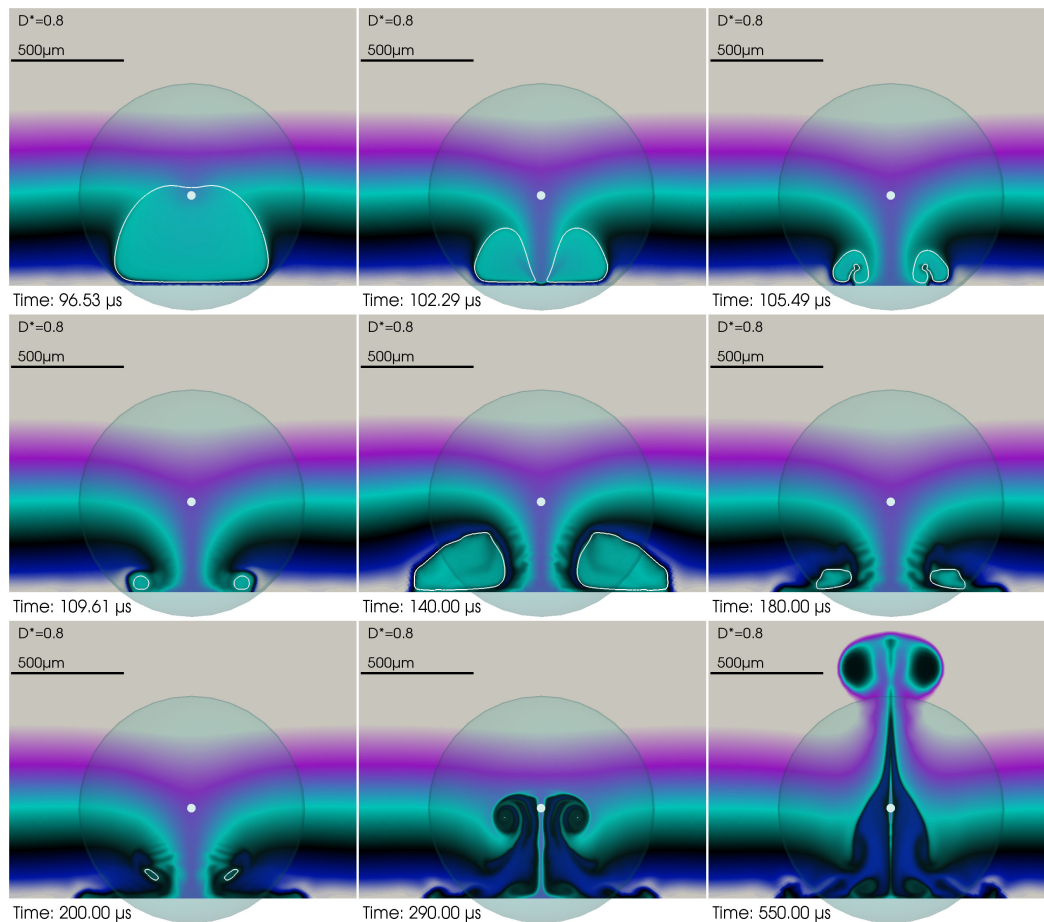 D*=0.8
500µm
Time: 96.53 µs
D*=0.8
500µm
Time: 102.29 µs
D*=0.8
500µm
Time: 105.49 µs
D*=0.8
500µm
Time: 109.61 µs
D*=0.8
500µm
Time: 140.00 µs
D*=0.8
500µm
Time: 180.00 µs
D*=0.8
500µm
Time: 200.00 µs
D*=0.8
500µm
Time: 290.00 µs
D*=0.8
500µm
Time: 550.00 µs